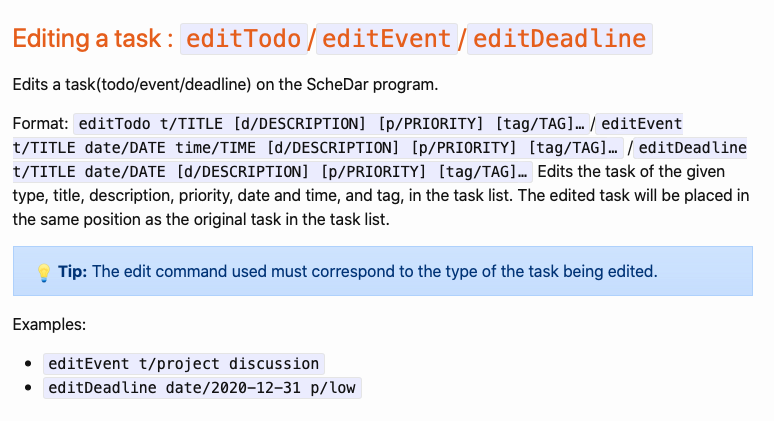 Editing a task : editTodo/editEvent/editDeadline
Edits a task(todo/event/deadline) on the ScheDar program.
Format: editTodo t/TITLE [d/DESCRIPTION] [p/PRIORITY] [tag/TAG]…/editEvent
t/TITLE date/DATE time/TIME [d/DESCRIPTION] [p/PRIORITY] [tag/TAG]… /editDeadline
t/TITLE date/DATE [d/DESCRIPTION] [p/PRIORITY] [tag/TAG]… Edits the task of the given
type, title, description, priority, date and time, and tag, in the task list. The edited task will be placed in
the same position as the original task in the task list.
💡 Tip: The edit command used must correspond to the type of the task being edited.
Examples:
• editEvent t/project discussion
• editDeadline date/2020-12-31 p/low